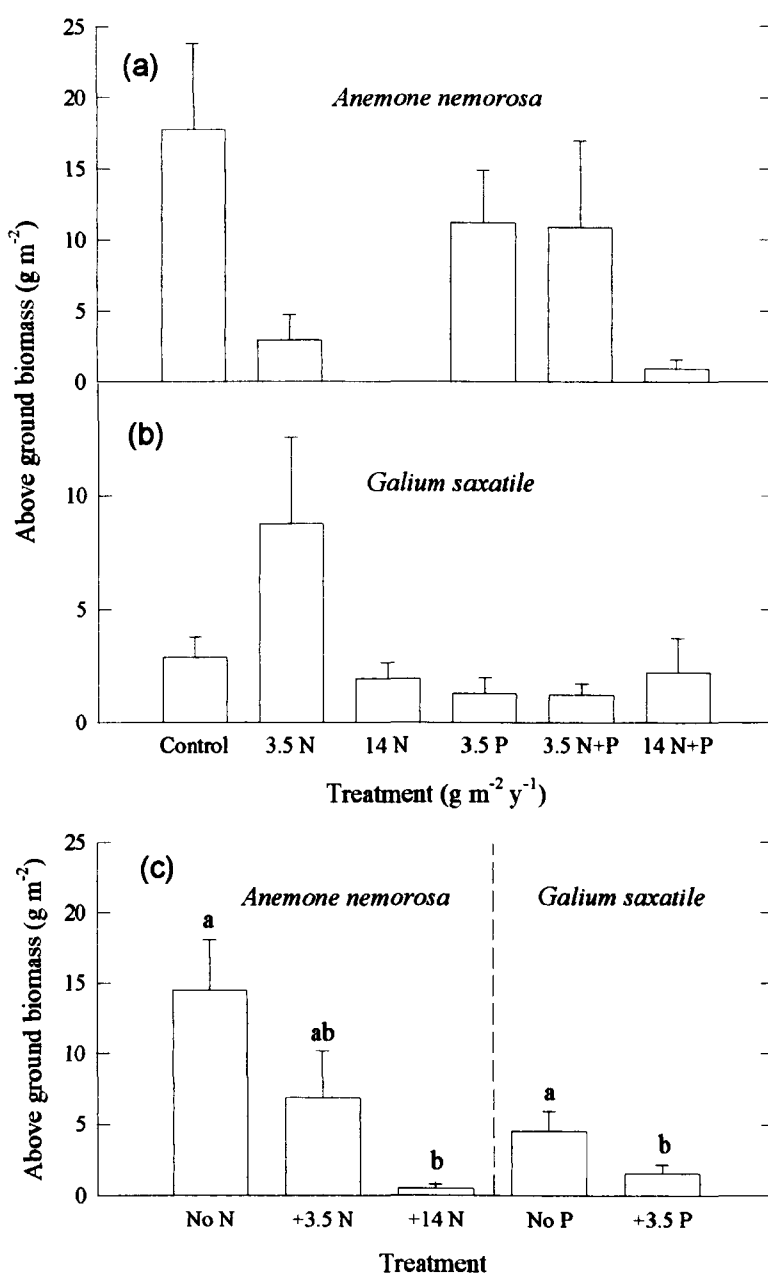 25
(a)
Anemone nemorosa
20
15
10
5
0
Above ground biomass (g m⁻²)
(b)
Galium saxatile
10
5
0
Control 3.5 N 14 N 3.5 P 3.5 N+P 14 N+P
Treatment (g m⁻² y⁻¹)
25
(c)
Anemone nemorosa Galium saxatile
20
15
10
5
0
Above ground biomass (g m⁻²)
a
ab
b
a
b
No N +3.5 N +14 N No P +3.5 P
Treatment